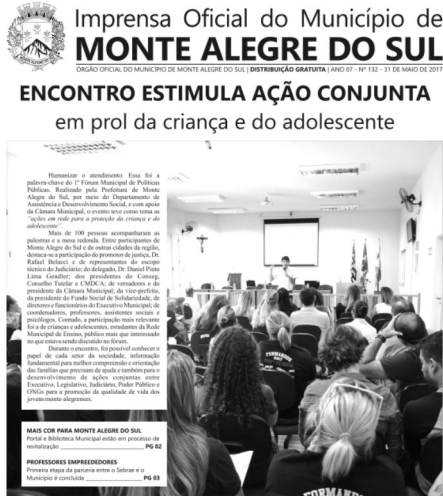 Imprensa Oficial do Município de
MONTE ALEGRE DO SUL
ÓRGÃO OFICIAL DO MUNICÍPIO DE MONTE ALEGRE DO SUL | DISTRIBUIÇÃO GRATUITA | ANO 07 - Nº 132 - 31 DE MAIO DE 2017
ENCONTRO ESTIMULA AÇÃO CONJUNTA
em prol da criança e do adolescente
Humanizar o atendimento. Essa foi a
palavra-chave do 1º Fórum Municipal de Políticas
Públicas. Realizado pela Prefeitura de Monte
Alegre do Sul, por meio do Departamento de
Assistência e Desenvolvimento Social, e com apoio
da Câmara Municipal, o evento teve como tema as
"ações em rede para a proteção da criança e do
adolescente".
Mais de 100 pessoas acompanharam as
palestras e a mesa redonda. Entre participantes de
Monte Alegre do Sul e de outras cidades da região,
destaca-se a participação do promotor de justiça, Dr.
Rafael Belucci e de representantes do escopo
técnico do Judiciário; do delegado, Dr. Daniel Pinto
Lima Gendler; dos presidentes do Conseg,
Conselho Tutelar e CMDCA; de vereadores e do
presidente da Câmara Municipal; da vice-prefeita,
da presidente do Fundo Social de Solidariedade, de
diretores e funcionários do Executivo Municipal; de
coordenadores, professores, assistentes sociais e
psicólogos. Contudo, a participação mais relevante
foi a de crianças e adolescentes, estudantes da Rede
Municipal de Ensino, público mais que interessado
no que estava sendo discutido no fórum.
Durante o encontro, foi possível conhecer o
papel de cada setor da sociedade, informação
fundamental para melhor compreensão e orientação
das famílias que precisam de ajuda e também para o
desenvolvimento de ações conjuntas entre
Executivo, Legislativo, Judiciário, Poder Público e
ONGs para a promoção da qualidade de vida dos
jovens monte-alegrenses.
FORMANDOS
MAIS COR PARA MONTE ALEGRE DO SUL
Portal e Biblioteca Municipal estão em processo de
revitalização PG 02
PROFESSORES EMPREEDEDORES
Primeira etapa da parceria entre o Sebrae e o
Município é concluída PG 03
FORMANDOS